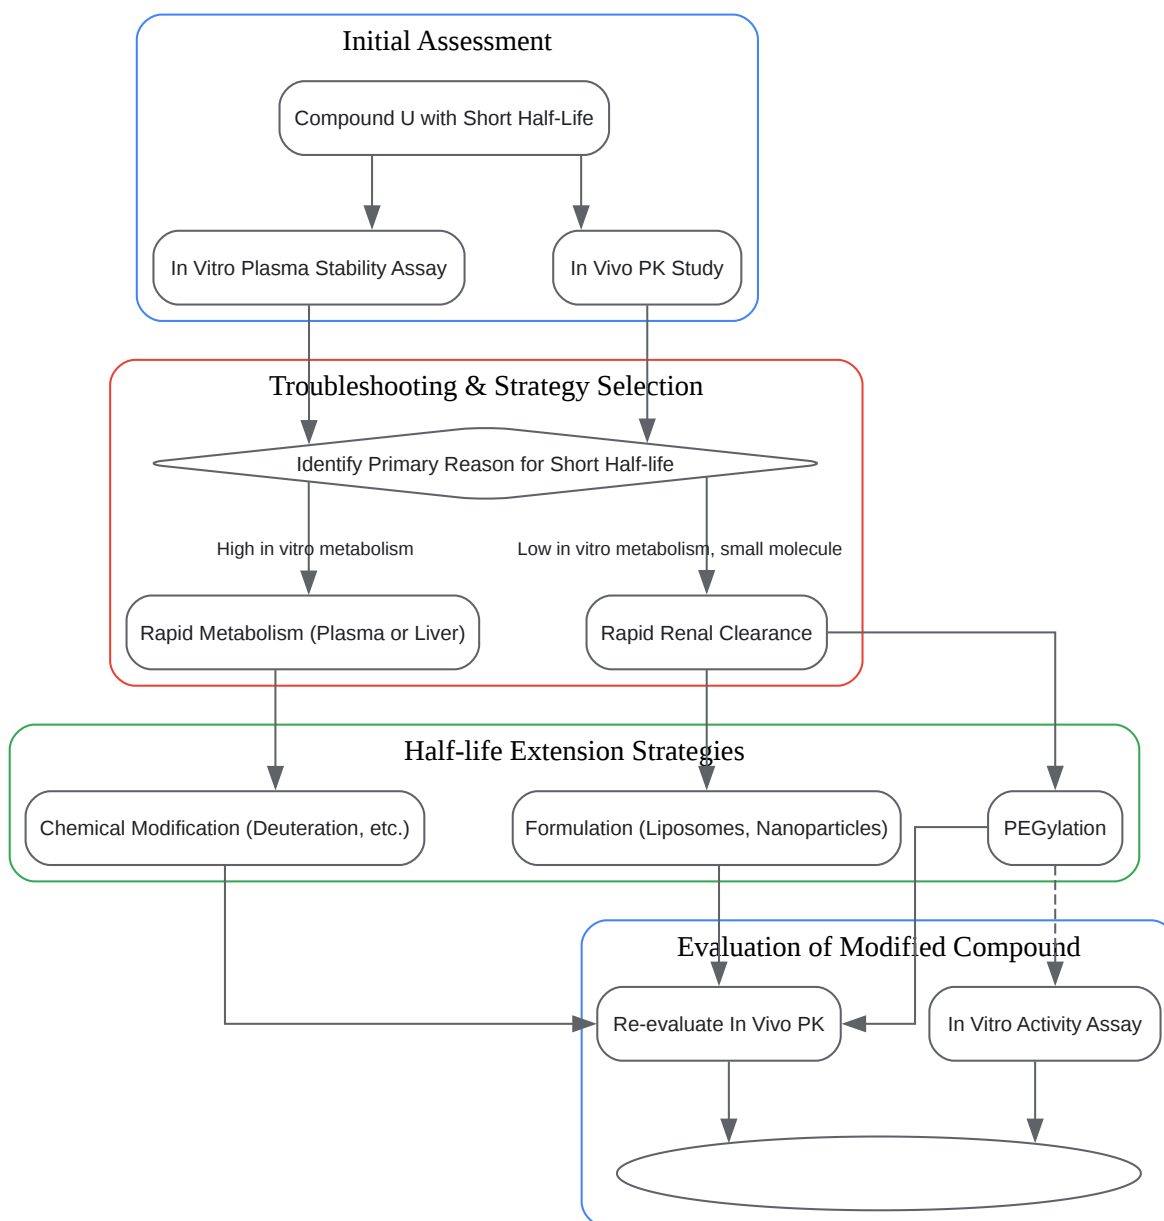 Initial Assessment
Compound U with Short Half-Life
In Vitro Plasma Stability Assay
In Vivo PK Study
Troubleshooting & Strategy Selection
Identify Primary Reason for Short Half-life
High in vitro metabolism
Low in vitro metabolism, small molecule
Rapid Metabolism (Plasma or Liver)
Rapid Renal Clearance
Half-life Extension Strategies
Chemical Modification (Deuteration, etc.)
Formulation (Liposomes, Nanoparticles)
PEGylation
Evaluation of Modified Compound
Re-evaluate In Vivo PK
In Vitro Activity Assay